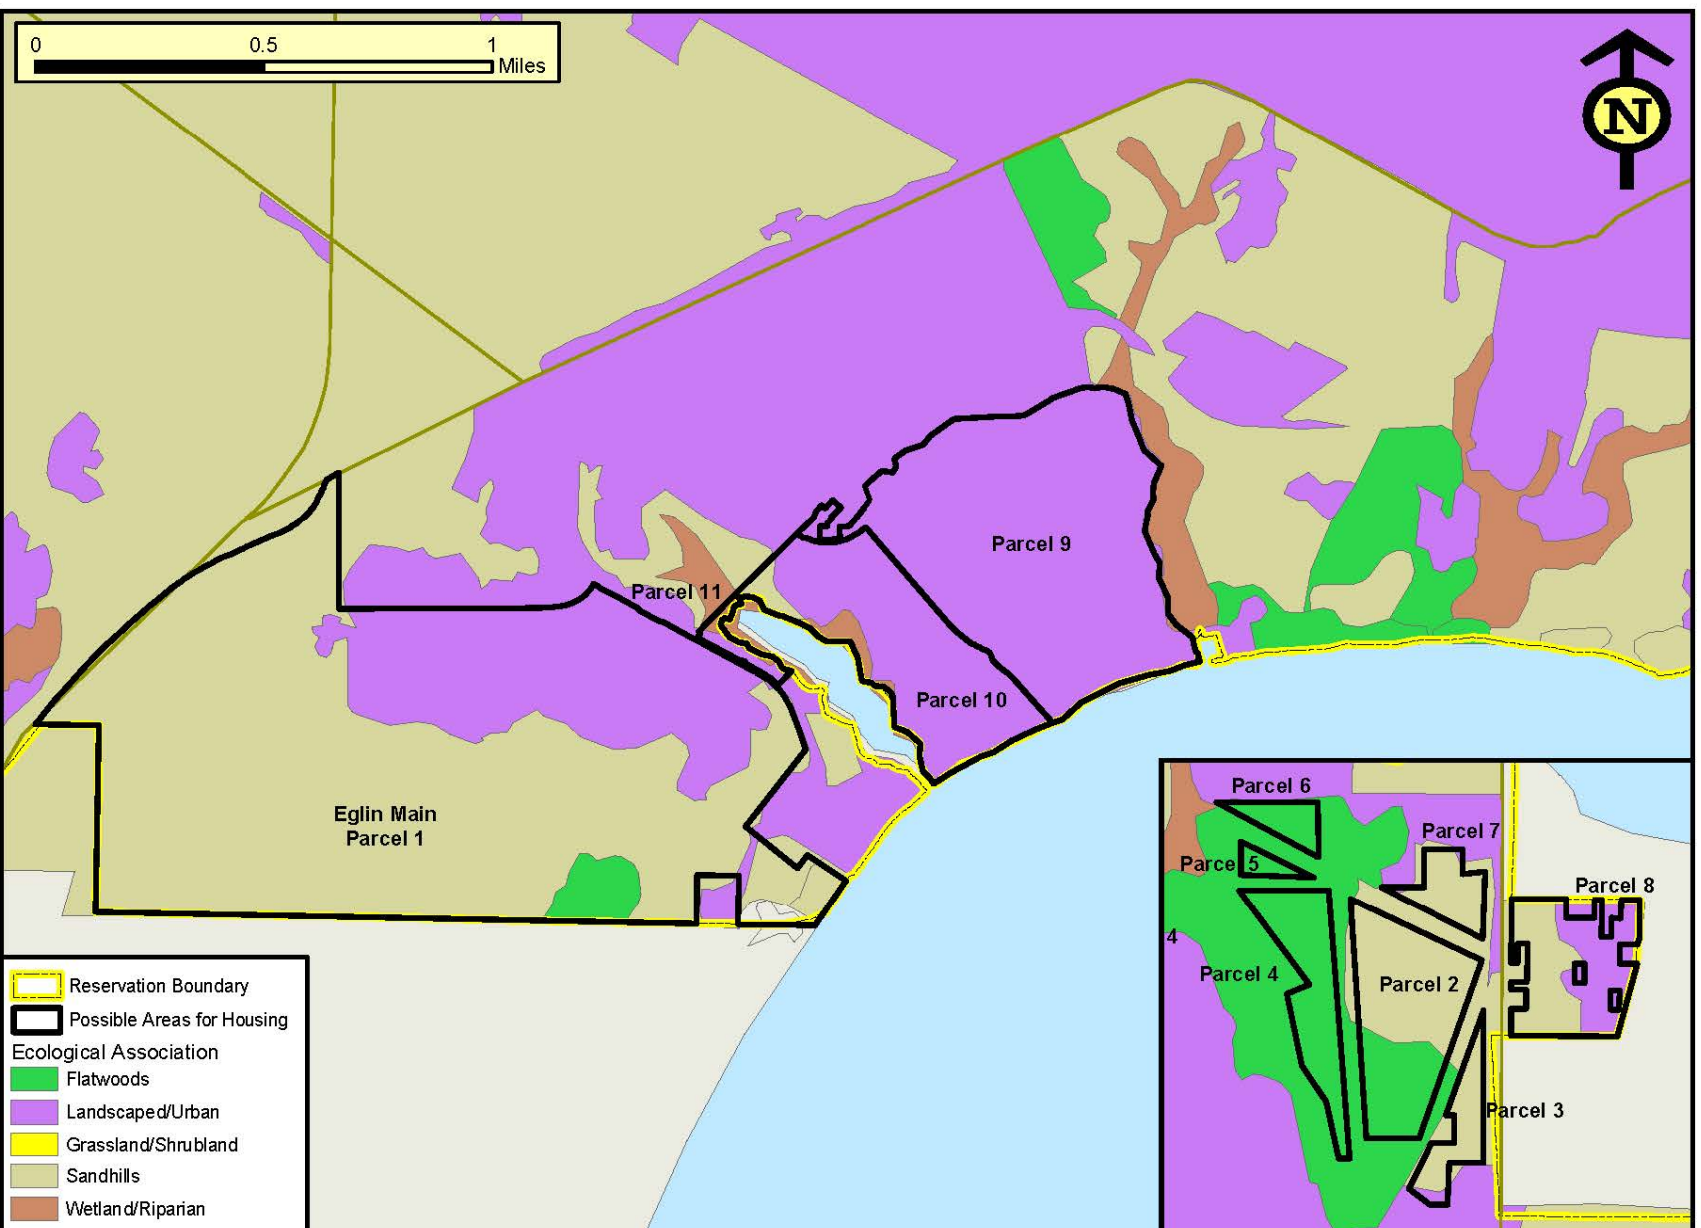 0 0.5 1
Miles
N
Parcel 9
Parcel 11
Parcel 10
Eglin Main
Parcel 1
Parcel 6
Parcel 7
Parcel 5
Parcel 8
4
Parcel 4
Parcel 2
Parcel 3
Reservation Boundary
Possible Areas for Housing
Ecological Association
Flatwoods
Landscaped/Urban
Grassland/Shrubland
Sandhills
Wetland/Riparian